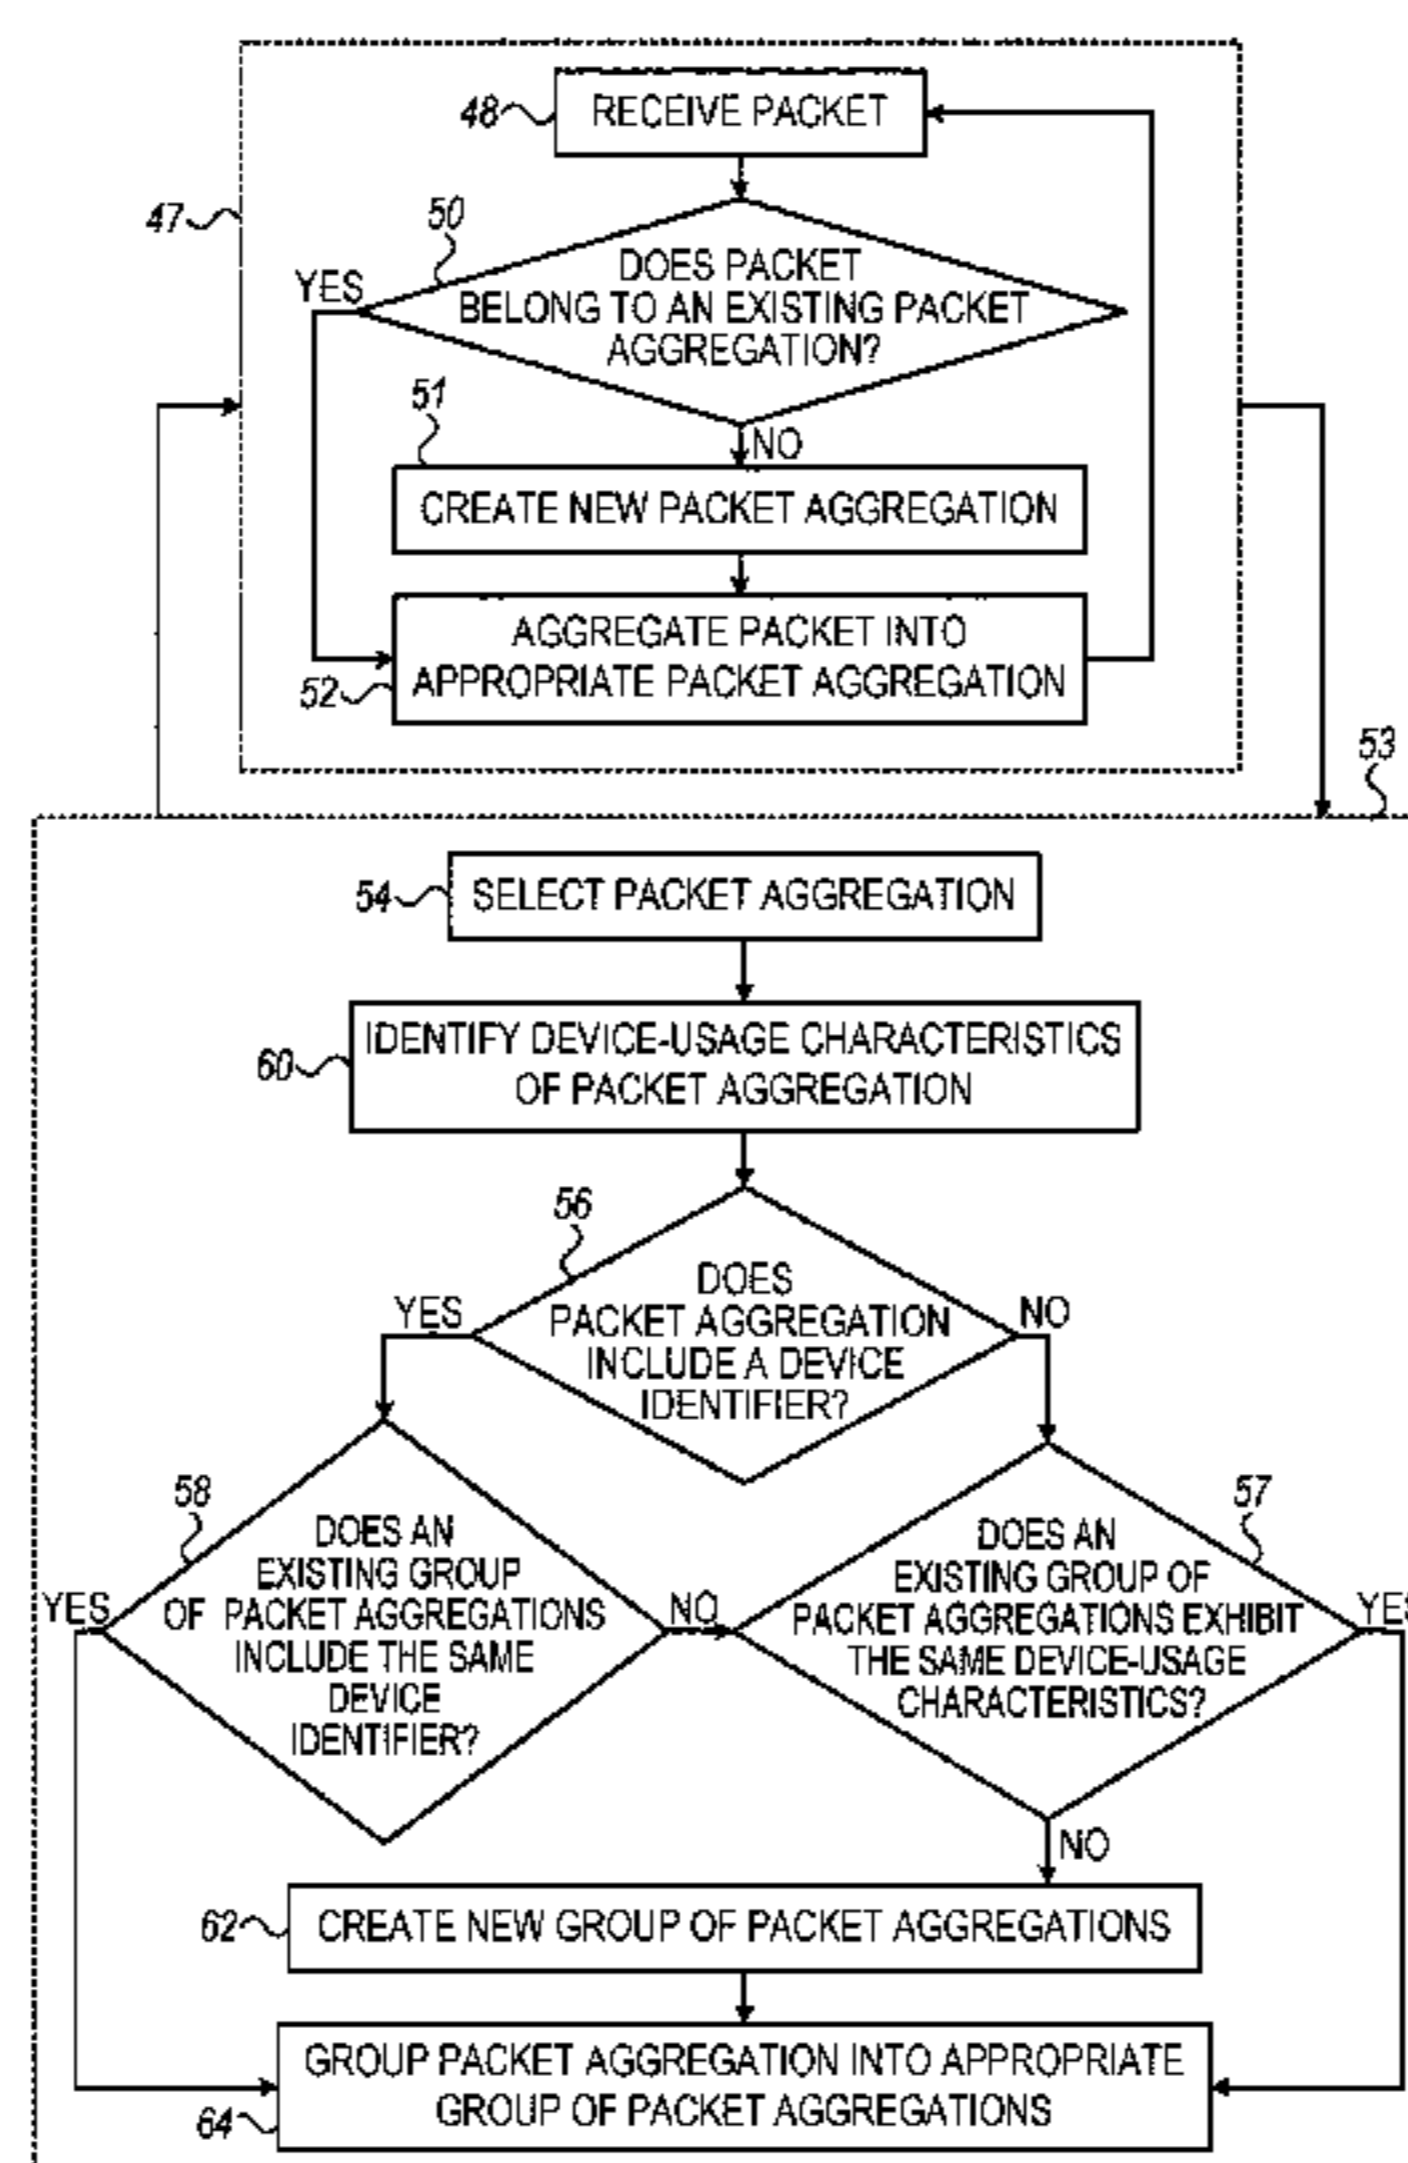 48
RECEIVE PACKET
47
50
YES
DOES PACKET
BELONG TO AN EXISTING PACKET
AGGREGATION?
51
NO
CREATE NEW PACKET AGGREGATION
AGGREGATE PACKET INTO
APPROPRIATE PACKET AGGREGATION
52
53
54
SELECT PACKET AGGREGATION
60
IDENTIFY DEVICE-USAGE CHARACTERISTICS
OF PACKET AGGREGATION
56
YES
DOES
PACKET AGGREGATION
INCLUDE A DEVICE
IDENTIFIER?
NO
58
YES
DOES AN
EXISTING GROUP
OF PACKET AGGREGATIONS
INCLUDE THE SAME
DEVICE
IDENTIFIER?
NO
57
DOES AN
EXISTING GROUP OF
PACKET AGGREGATIONS EXHIBIT
THE SAME DEVICE-USAGE
CHARACTERISTICS?
YES
NO
62
CREATE NEW GROUP OF PACKET AGGREGATIONS
GROUP PACKET AGGREGATION INTO APPROPRIATE
GROUP OF PACKET AGGREGATIONS
64